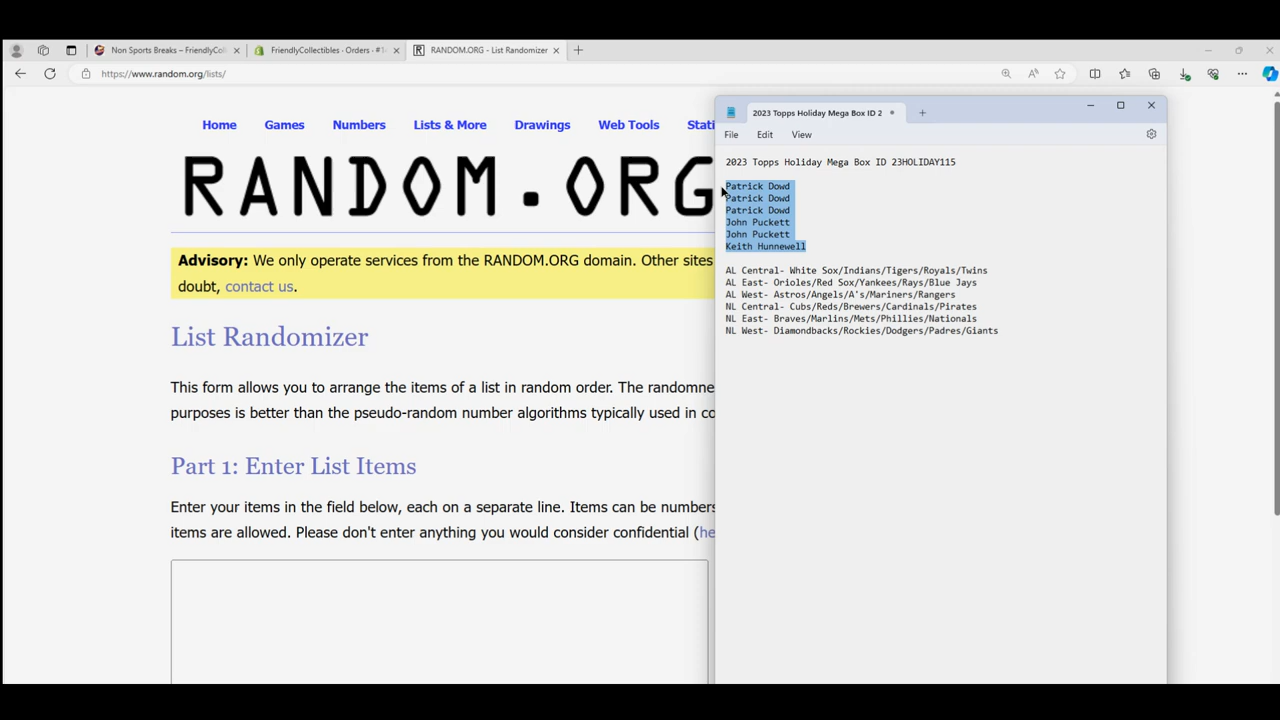 Non Sports Breaks – FriendlyCol
FriendlyCollectibles · Orders · #1
RANDOM.ORG - List Randomizer
https://www.random.org/lists/
Home
Games
Numbers
Lists & More
Drawings
Web Tools
Stati
RANDOM.ORG
Advisory: We only operate services from the RANDOM.ORG domain. Other sites
doubt, contact us.
List Randomizer
This form allows you to arrange the items of a list in random order. The randomne
purposes is better than the pseudo-random number algorithms typically used in co
Part 1: Enter List Items
Enter your items in the field below, each on a separate line. Items can be numbers
items are allowed. Please don't enter anything you would consider confidential (he
2023 Topps Holiday Mega Box ID 2
File
Edit
View
2023 Topps Holiday Mega Box ID 23HOLIDAY115
Patrick Dowd
Patrick Dowd
Patrick Dowd
John Puckett
John Puckett
Keith Hunnewell
AL Central- White Sox/Indians/Tigers/Royals/Twins
AL East- Orioles/Red Sox/Yankees/Rays/Blue Jays
AL West- Astros/Angels/A's/Mariners/Rangers
NL Central- Cubs/Reds/Brewers/Cardinals/Pirates
NL East- Braves/Marlins/Mets/Phillies/Nationals
NL West- Diamondbacks/Rockies/Dodgers/Padres/Giants